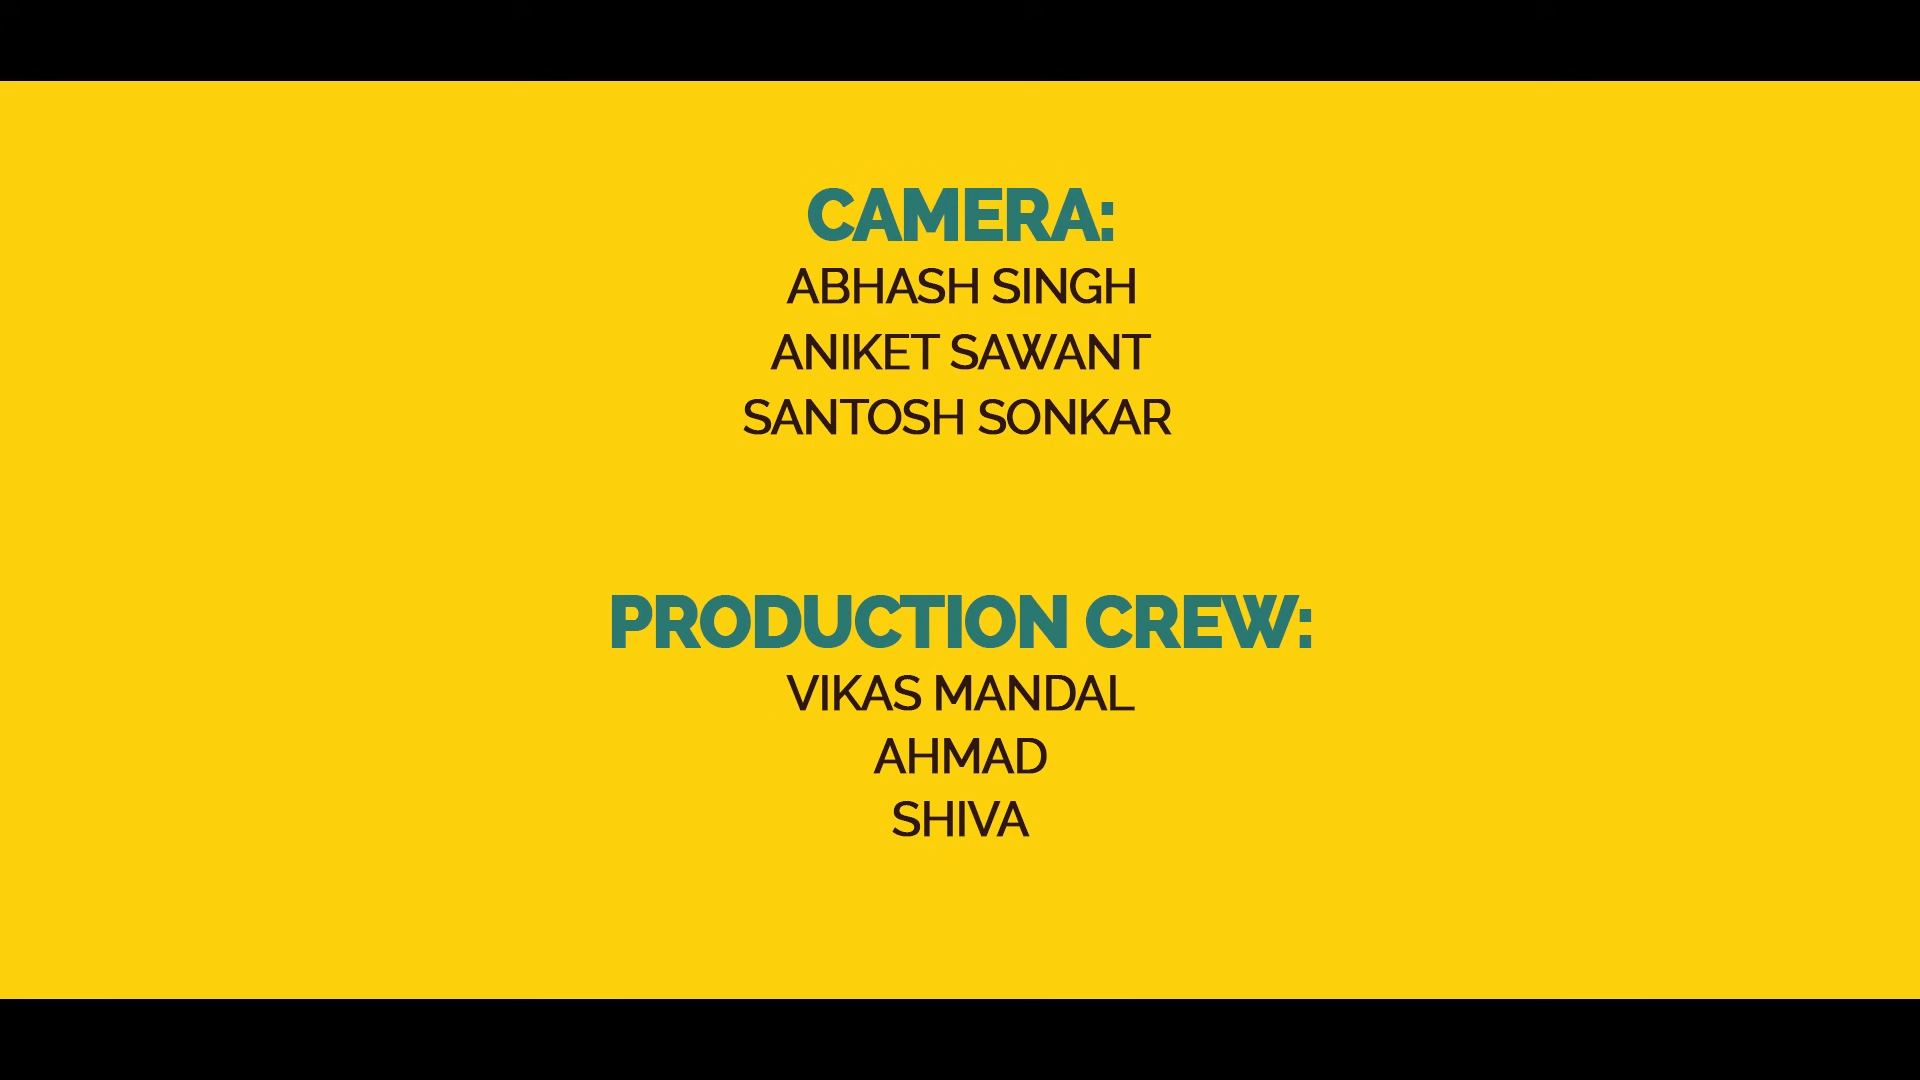 CAMERA:
ABHASH SINGH
ANIKET SAWANT
SANTOSH SONKAR
PRODUCTION CREW:
VIKAS MANDAL
AHMAD
SHIVA